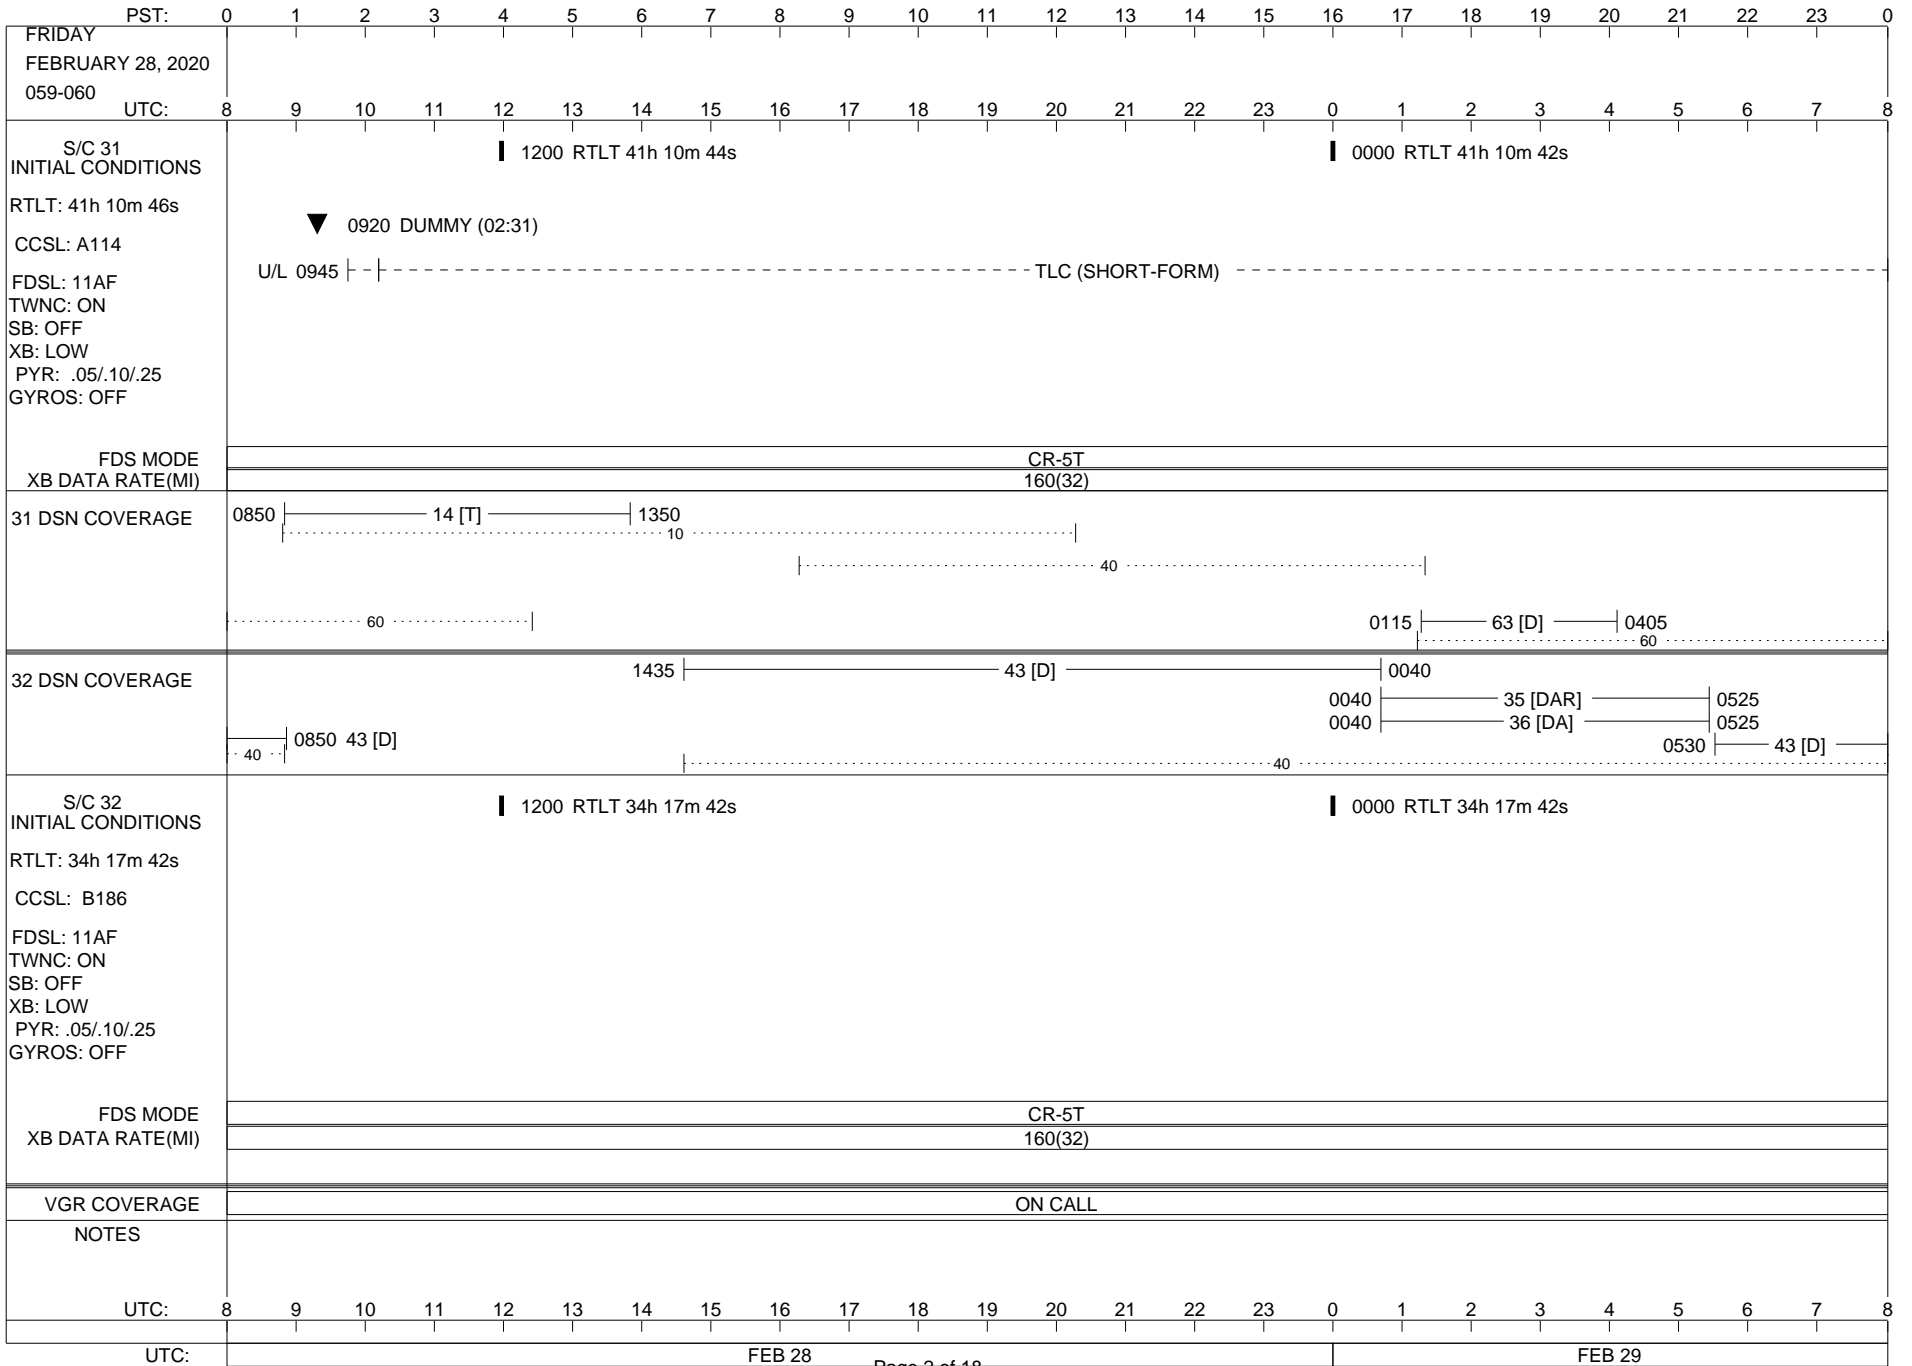 PST: 0 1 2 3 4 5 6 7 8 9 10 11 12 13 14 15 16 17 18 19 20 21 22 23 0
FRIDAY
FEBRUARY 28, 2020
059-060
UTC: 8 9 10 11 12 13 14 15 16 17 18 19 20 21 22 23 0 1 2 3 4 5 6 7 8
S/C 31
INITIAL CONDITIONS
1200 RTLT 41h 10m 44s
0000 RTLT 41h 10m 42s
RTLT: 41h 10m 46s
0920 DUMMY (02:31)
CCSL: A114
U/L 0945
TLC (SHORT-FORM)
FDSL: 11AF
TWNC: ON
SB: OFF
XB: LOW
PYR: .05/.10/.25
GYROS: OFF
FDS MODE CR-5T
XB DATA RATE(MI) 160(32)
31 DSN COVERAGE
0850 14 [T] 1350
10
40
60
0115 63 [D] 0405
60
32 DSN COVERAGE
1435 43 [D] 0040
0040 35 [DAR] 0525
0040 36 [DA] 0525
0850 43 [D]
0530 43 [D]
40
40
S/C 32
INITIAL CONDITIONS
1200 RTLT 34h 17m 42s
0000 RTLT 34h 17m 42s
RTLT: 34h 17m 42s
CCSL: B186
FDSL: 11AF
TWNC: ON
SB: OFF
XB: LOW
PYR: .05/.10/.25
GYROS: OFF
FDS MODE CR-5T
XB DATA RATE(MI) 160(32)
VGR COVERAGE ON CALL
NOTES
UTC: 8 9 10 11 12 13 14 15 16 17 18 19 20 21 22 23 0 1 2 3 4 5 6 7 8
UTC: FEB 28 FEB 29
Page 2 of 18